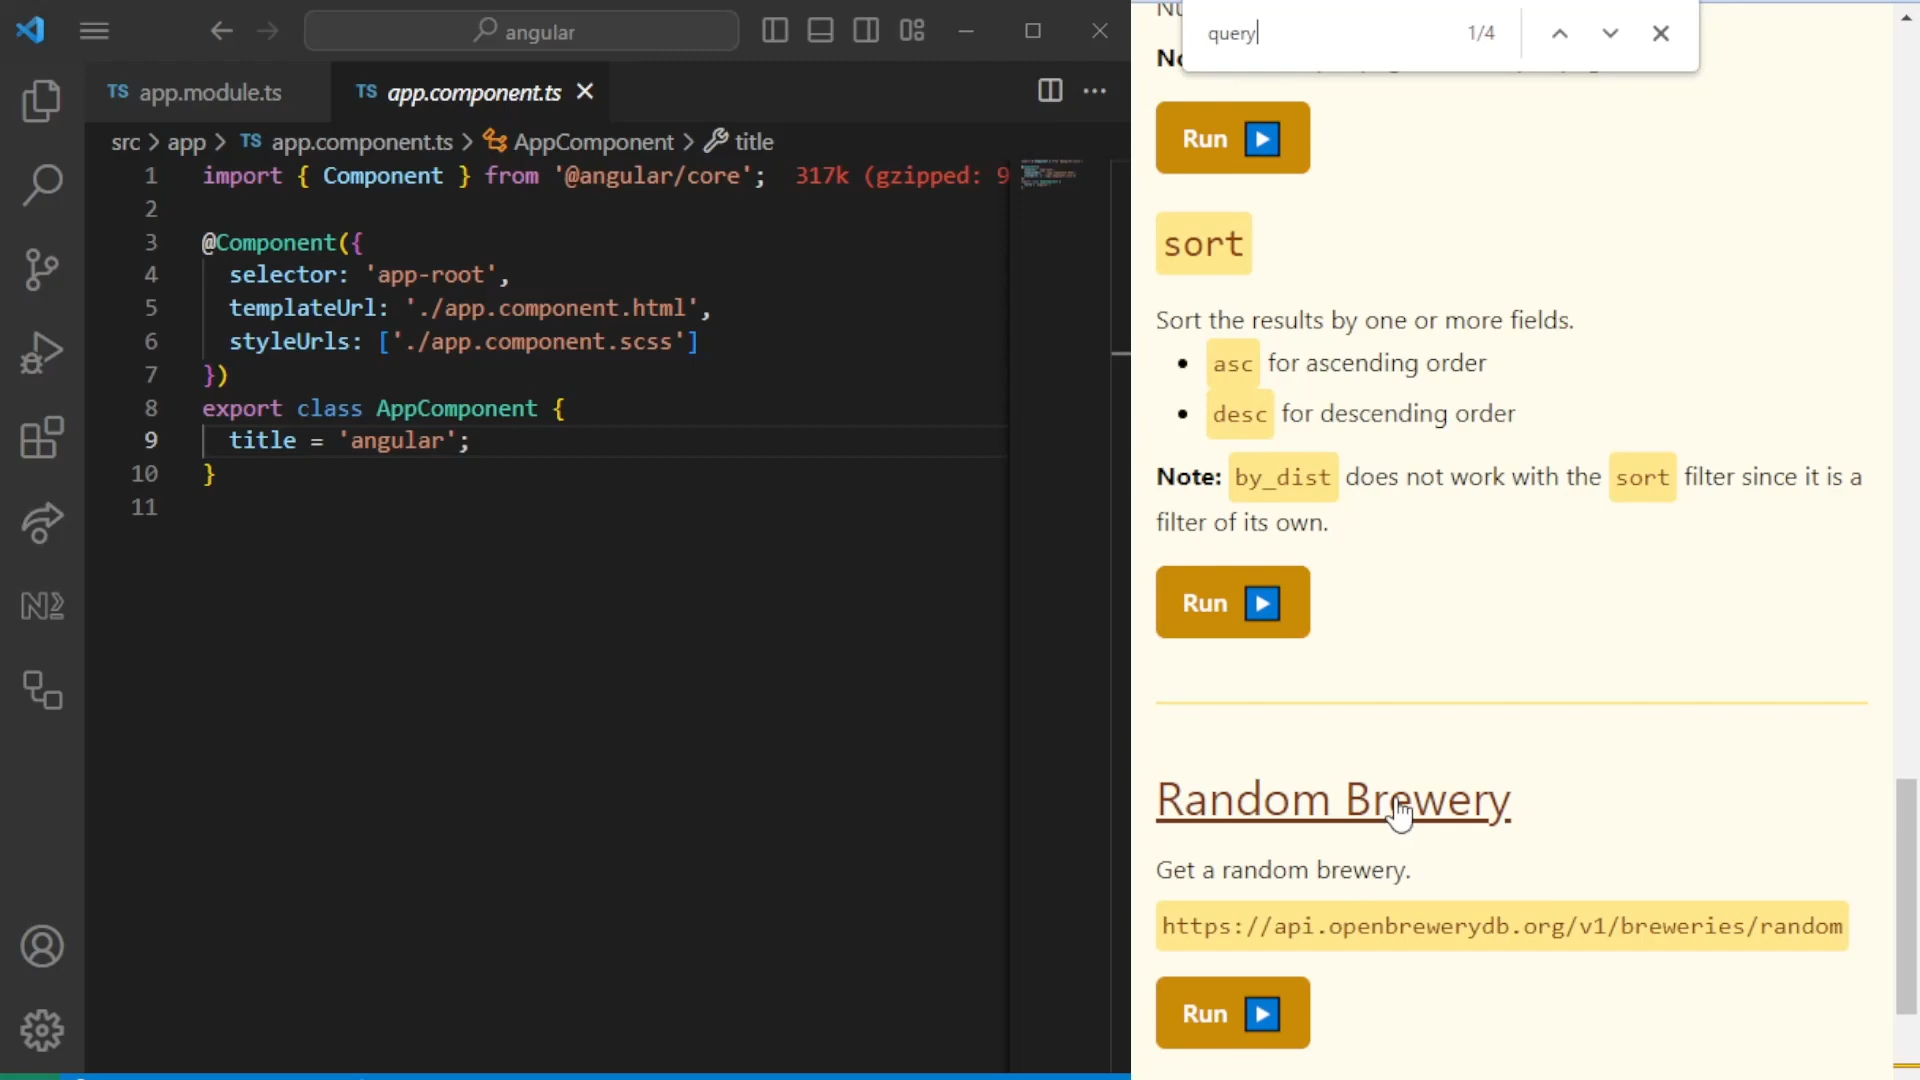 angular
TS app.module.ts
TS app.component.ts
src > app > TS app.component.ts > AppComponent > title
1 import { Component } from '@angular/core'; 317k (gzipped: 9
2
3 @Component({
4 selector: 'app-root',
5 templateUrl: './app.component.html',
6 styleUrls: ['./app.component.scss']
7 })
8 export class AppComponent {
9 title = 'angular';
10 }
11
query 1/4
Run
sort
Sort the results by one or more fields.
asc for ascending order
desc for descending order
Note: by_dist does not work with the sort filter since it is a
filter of its own.
Run
Random Brewery
Get a random brewery.
https://api.openbrewerydb.org/v1/breweries/random
Run